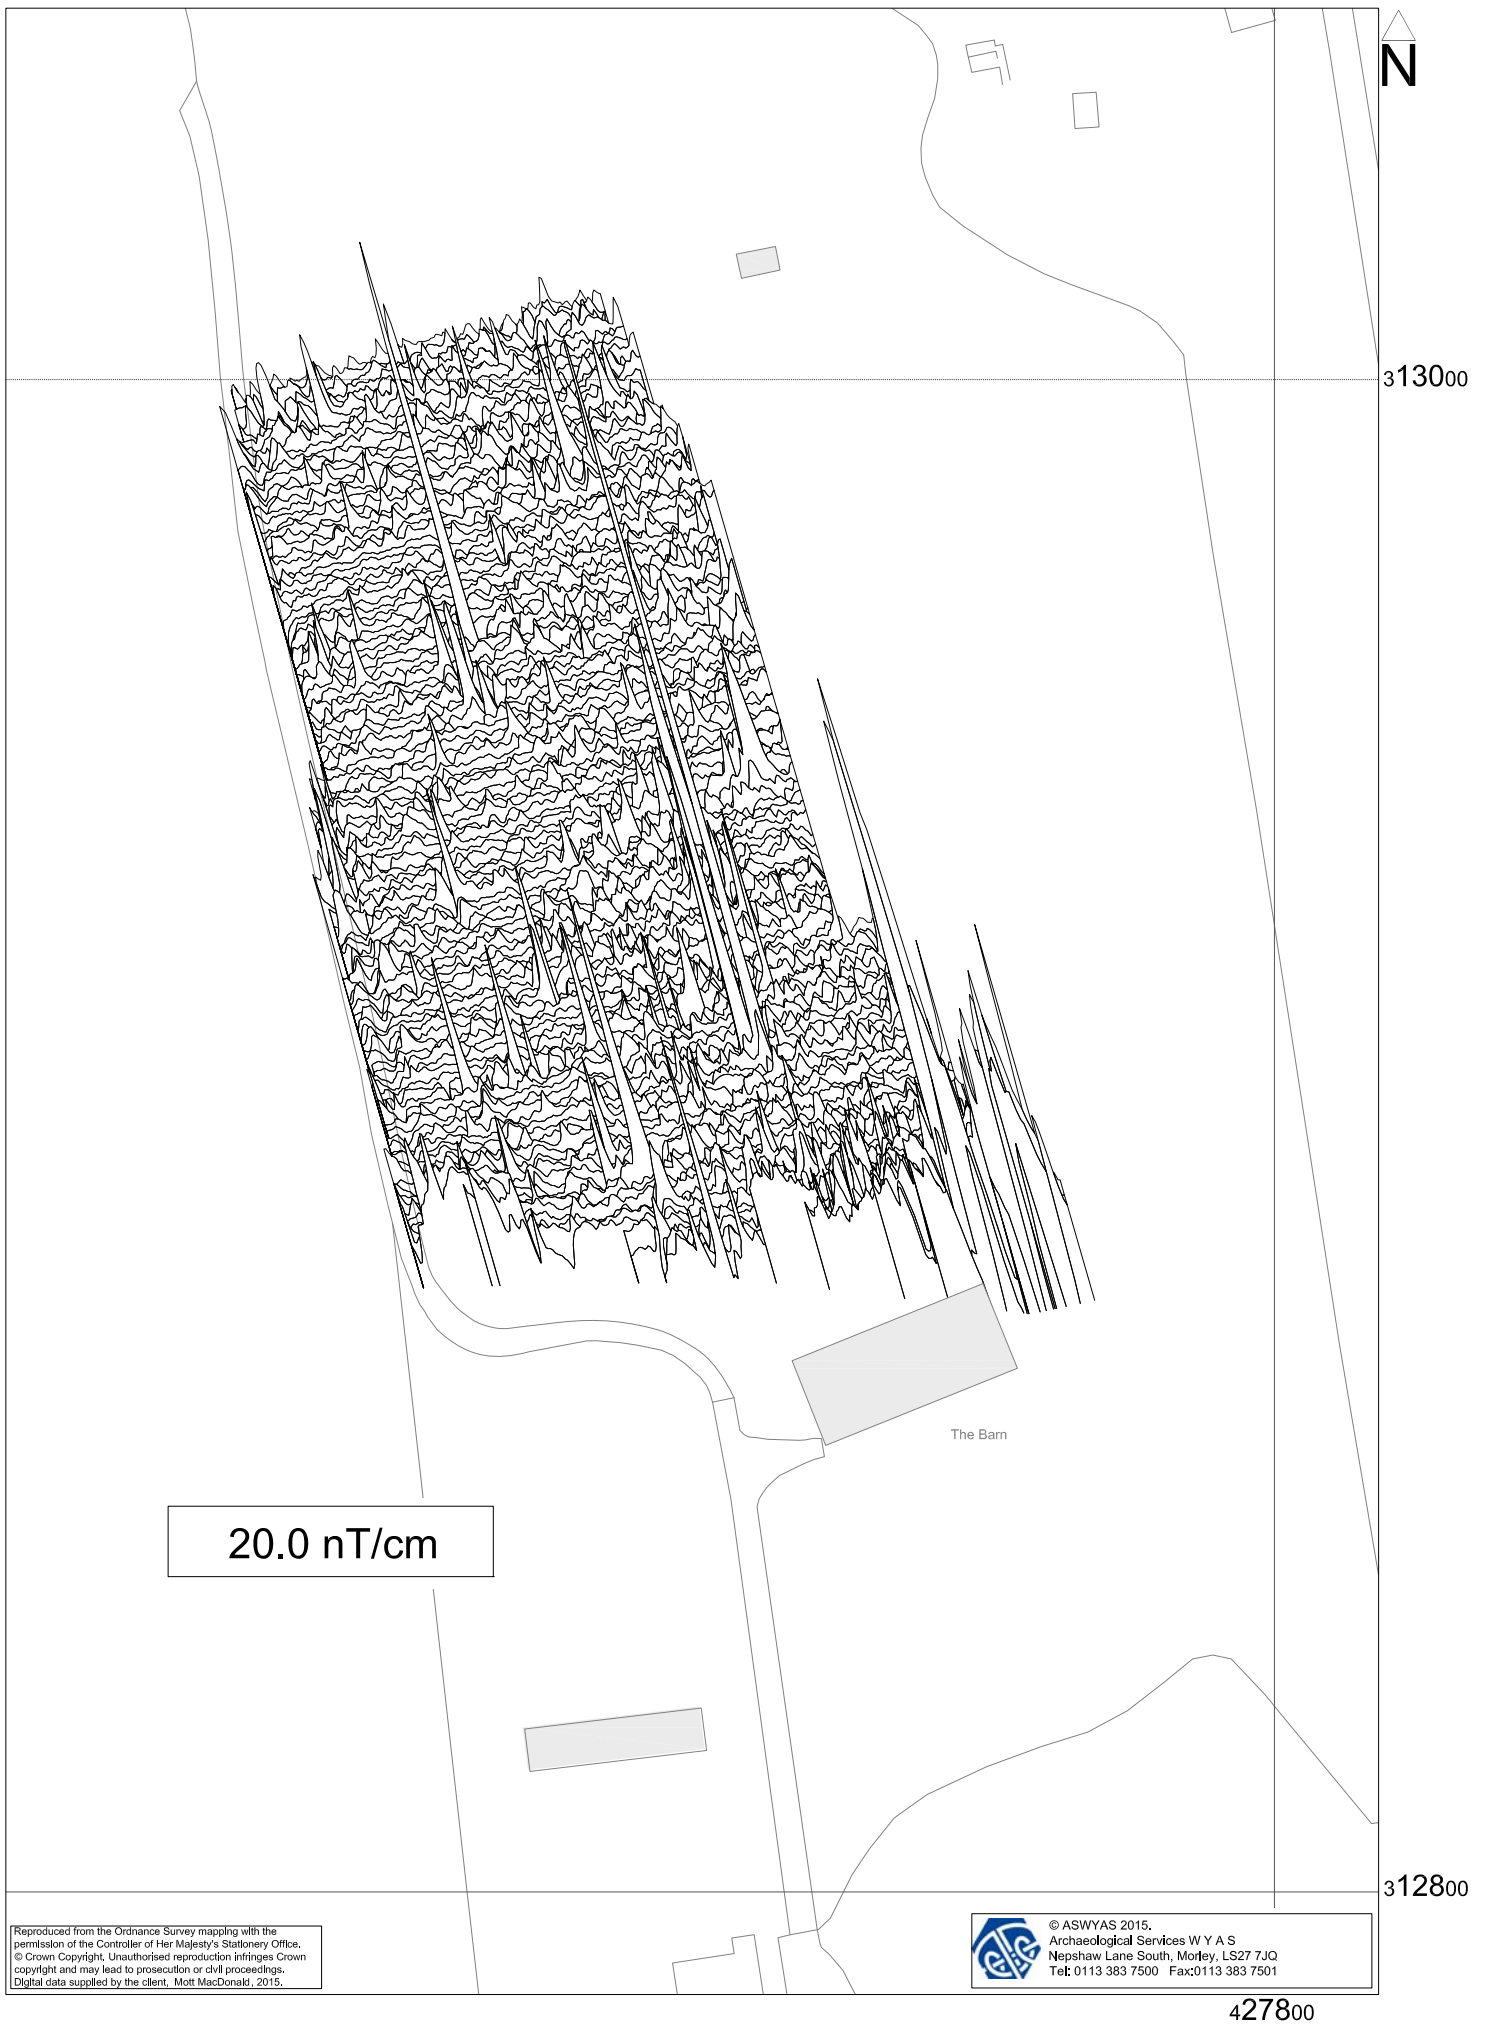 N
313000
The Barn
20.0 nT/cm
312800
Reproduced from the Ordnance Survey mapping with the
permission of the Controller of Her Majesty's Stationery Office.
© Crown Copyright. Unauthorised reproduction infringes Crown
copyright and may lead to prosecution or civil proceedings.
Digital data supplied by the client, Mott MacDonald, 2015.
© ASWYAS 2015.
Archaeological Services W Y A S
Nepshaw Lane South, Morley, LS27 7JQ
Tel: 0113 383 7500 Fax:0113 383 7501
427800